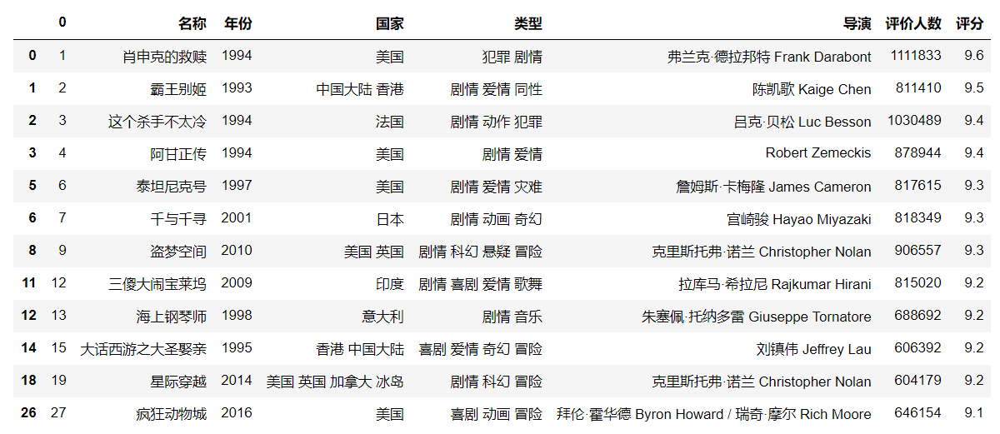 0 名称 年份 国家 类型 导演 评价人数 评分
0 1 肖申克的救赎 1994 美国 犯罪 剧情 弗兰克·德拉邦特 Frank Darabont 1111833 9.6
1 2 霸王别姬 1993 中国大陆 香港 剧情 爱情 同性 陈凯歌 Kaige Chen 811410 9.5
2 3 这个杀手不太冷 1994 法国 剧情 动作 犯罪 吕克·贝松 Luc Besson 1030489 9.4
3 4 阿甘正传 1994 美国 剧情 爱情 Robert Zemeckis 878944 9.4
5 6 泰坦尼克号 1997 美国 剧情 爱情 灾难 詹姆斯·卡梅隆 James Cameron 817615 9.3
6 7 千与千寻 2001 日本 剧情 动画 奇幻 宫崎骏 Hayao Miyazaki 818349 9.3
8 9 盗梦空间 2010 美国 英国 剧情 科幻 悬疑 冒险 克里斯托弗·诺兰 Christopher Nolan 906557 9.3
11 12 三傻大闹宝莱坞 2009 印度 剧情 喜剧 爱情 歌舞 拉库马·希拉尼 Rajkumar Hirani 815020 9.2
12 13 海上钢琴师 1998 意大利 剧情 音乐 朱塞佩·托纳多雷 Giuseppe Tornatore 688692 9.2
14 15 大话西游之大圣娶亲 1995 香港 中国大陆 喜剧 爱情 奇幻 冒险 刘镇伟 Jeffrey Lau 606392 9.2
18 19 星际穿越 2014 美国 英国 加拿大 冰岛 剧情 科幻 冒险 克里斯托弗·诺兰 Christopher Nolan 604179 9.2
26 27 疯狂动物城 2016 美国 喜剧 动画 冒险 拜伦·霍华德 Byron Howard / 瑞奇·摩尔 Rich Moore 646154 9.1